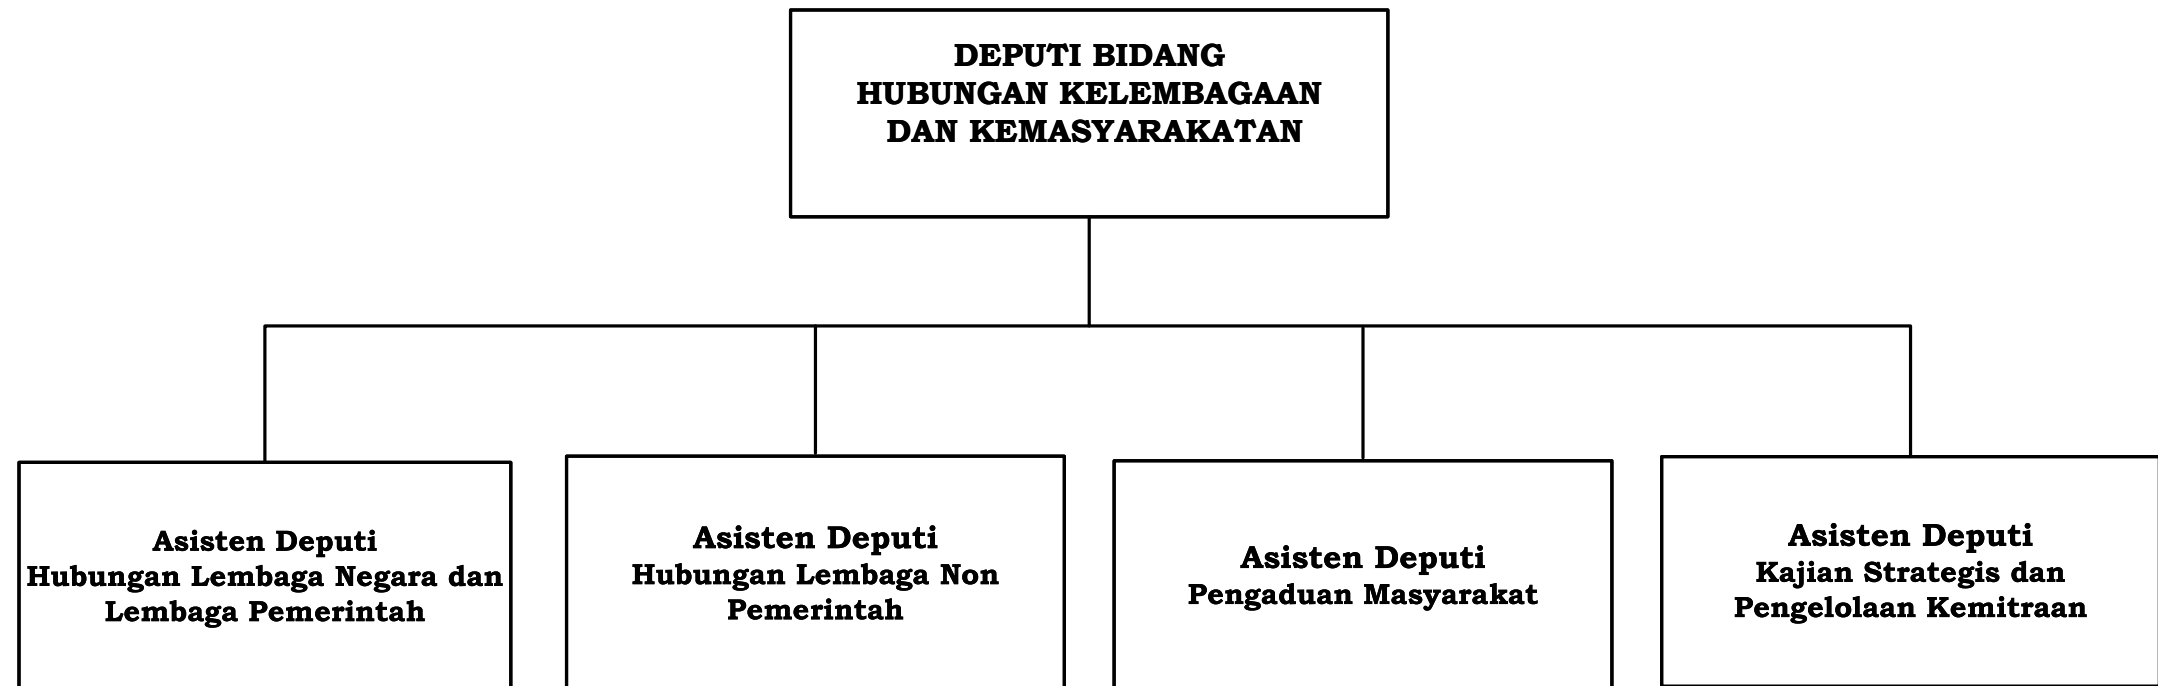 DEPUTI BIDANG
HUBUNGAN KELEMBAGAAN
DAN KEMASYARAKATAN
Asisten Deputi
Hubungan Lembaga Negara dan
Lembaga Pemerintah
Asisten Deputi
Hubungan Lembaga Non
Pemerintah
Asisten Deputi
Pengaduan Masyarakat
Asisten Deputi
Kajian Strategis dan
Pengelolaan Kemitraan